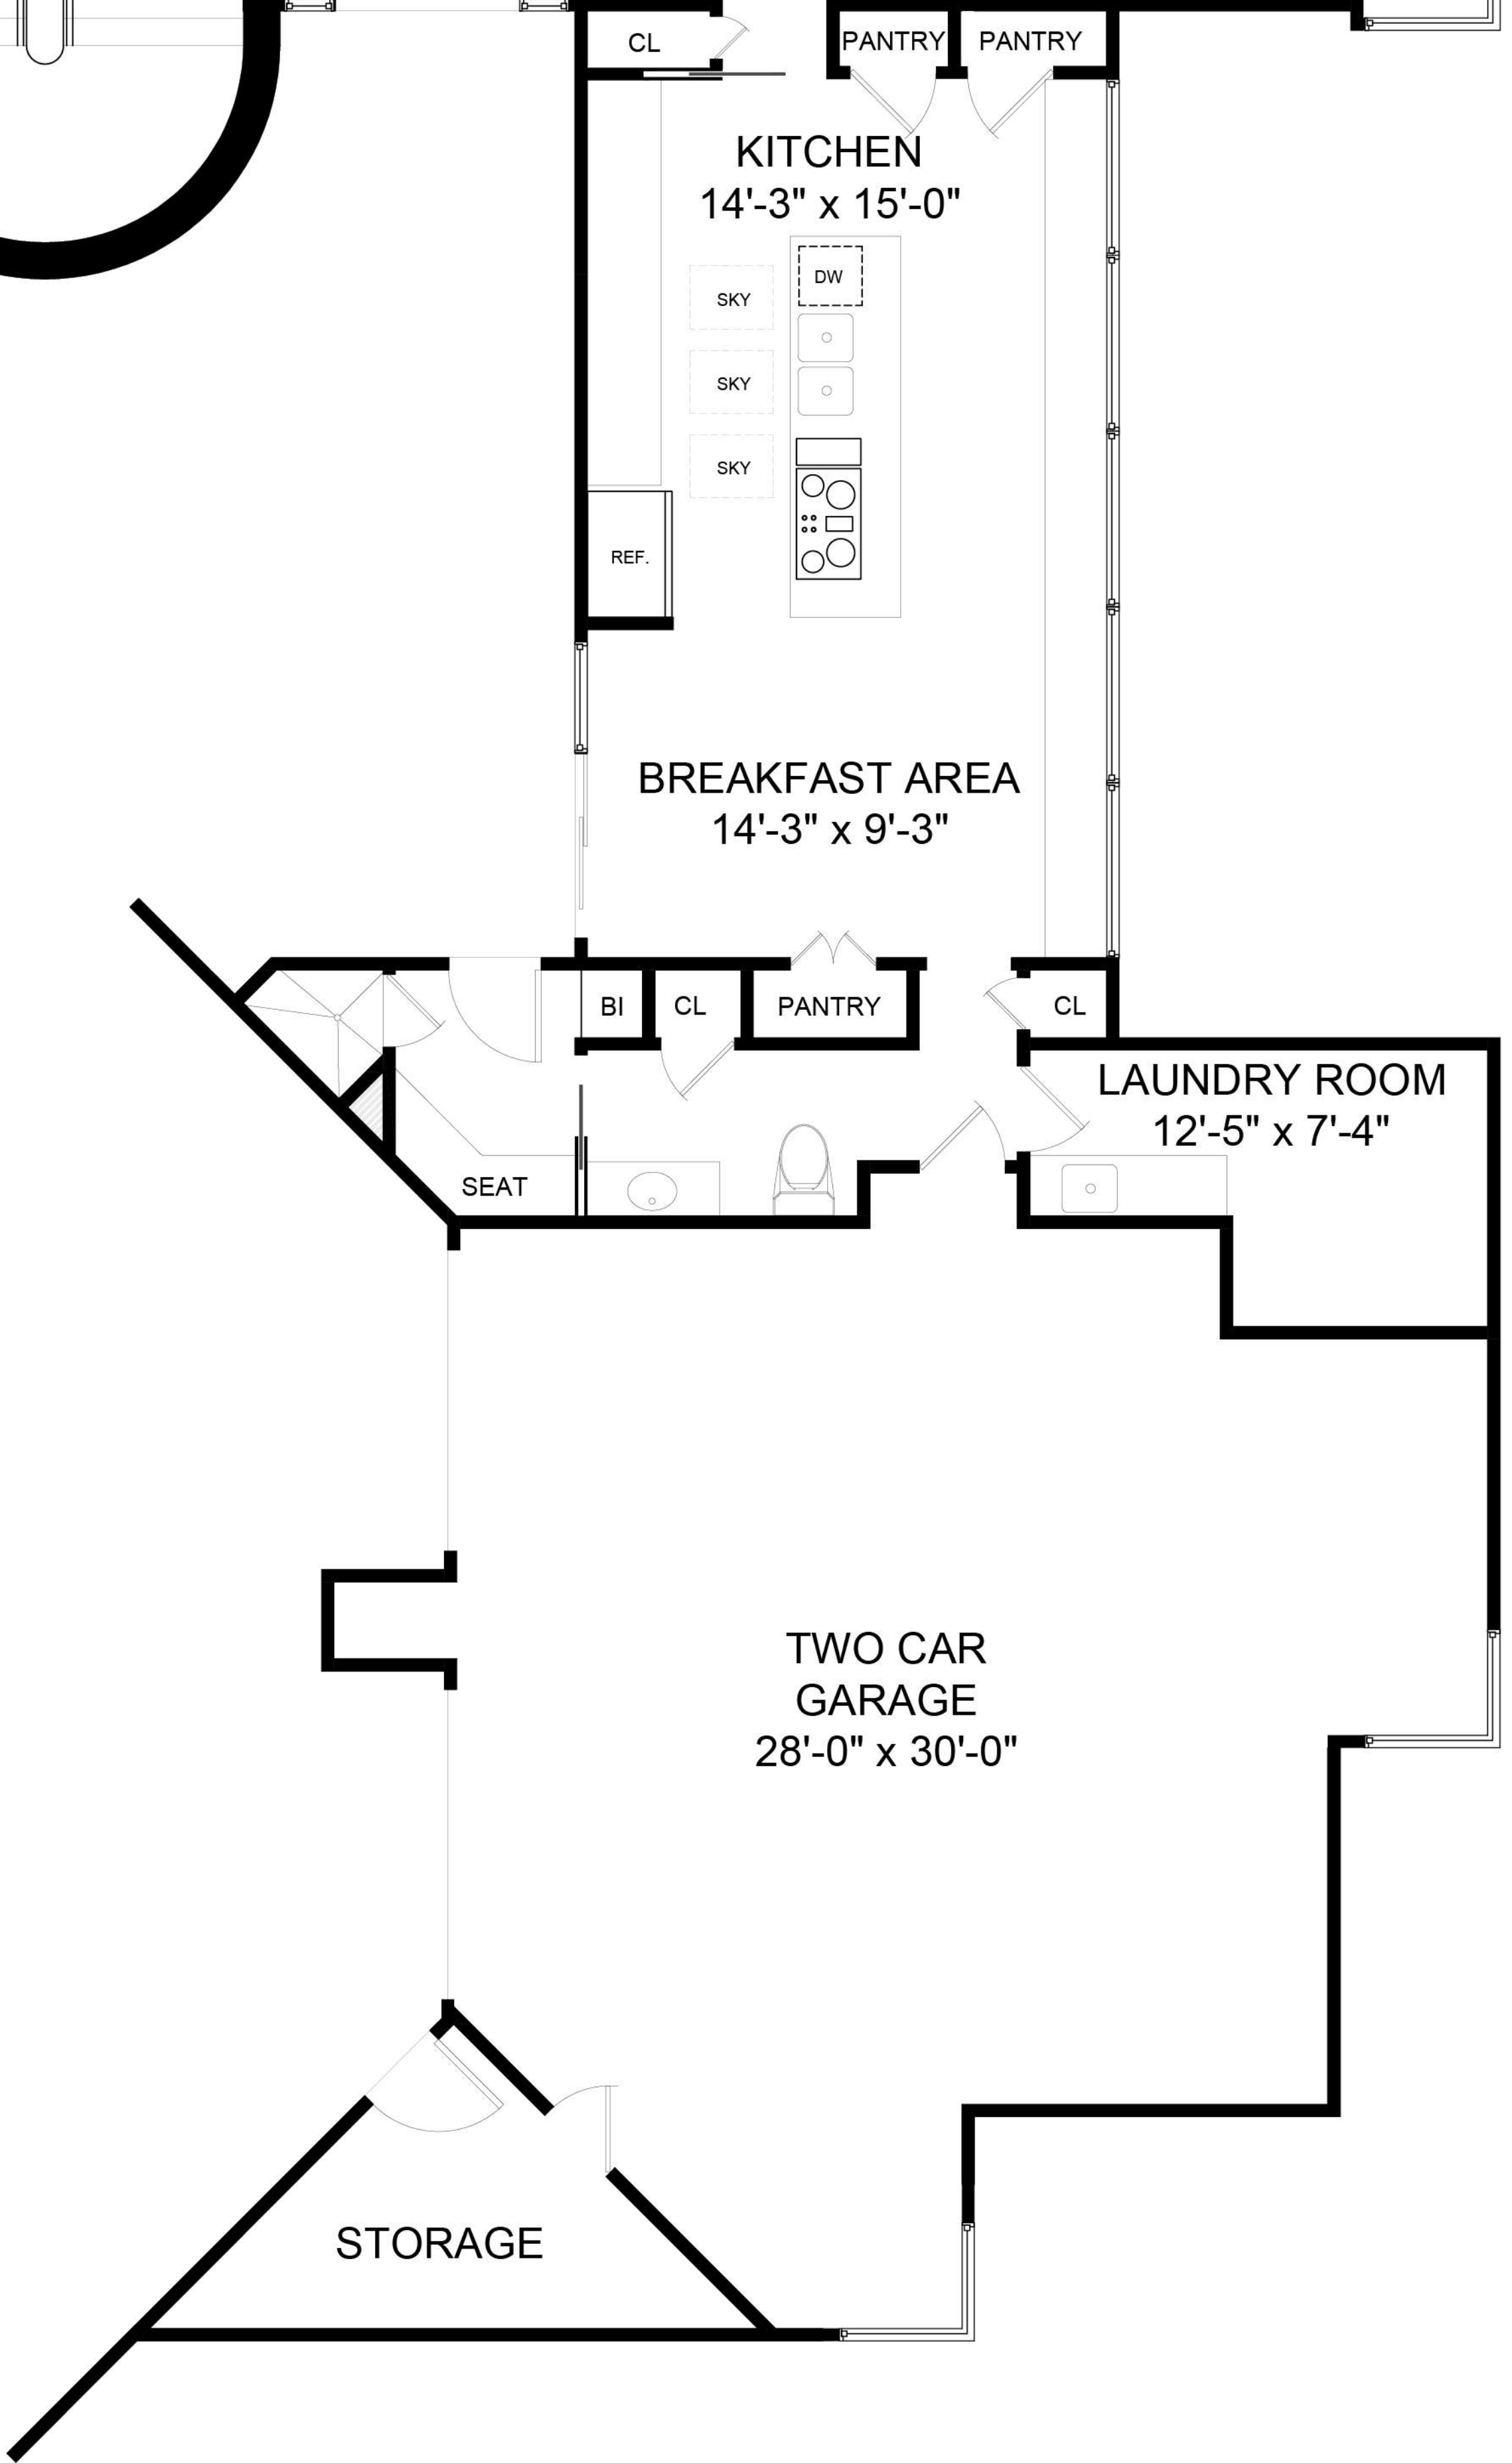 CL
PANTRY
PANTRY
KITCHEN
14'-3" x 15'-0"
DW
SKY
SKY
SKY
REF.
BREAKFAST AREA
14'-3" x 9'-3"
BI
CL
PANTRY
CL
LAUNDRY ROOM
12'-5" x 7'-4"
SEAT
TWO CAR
GARAGE
28'-0" x 30'-0"
STORAGE